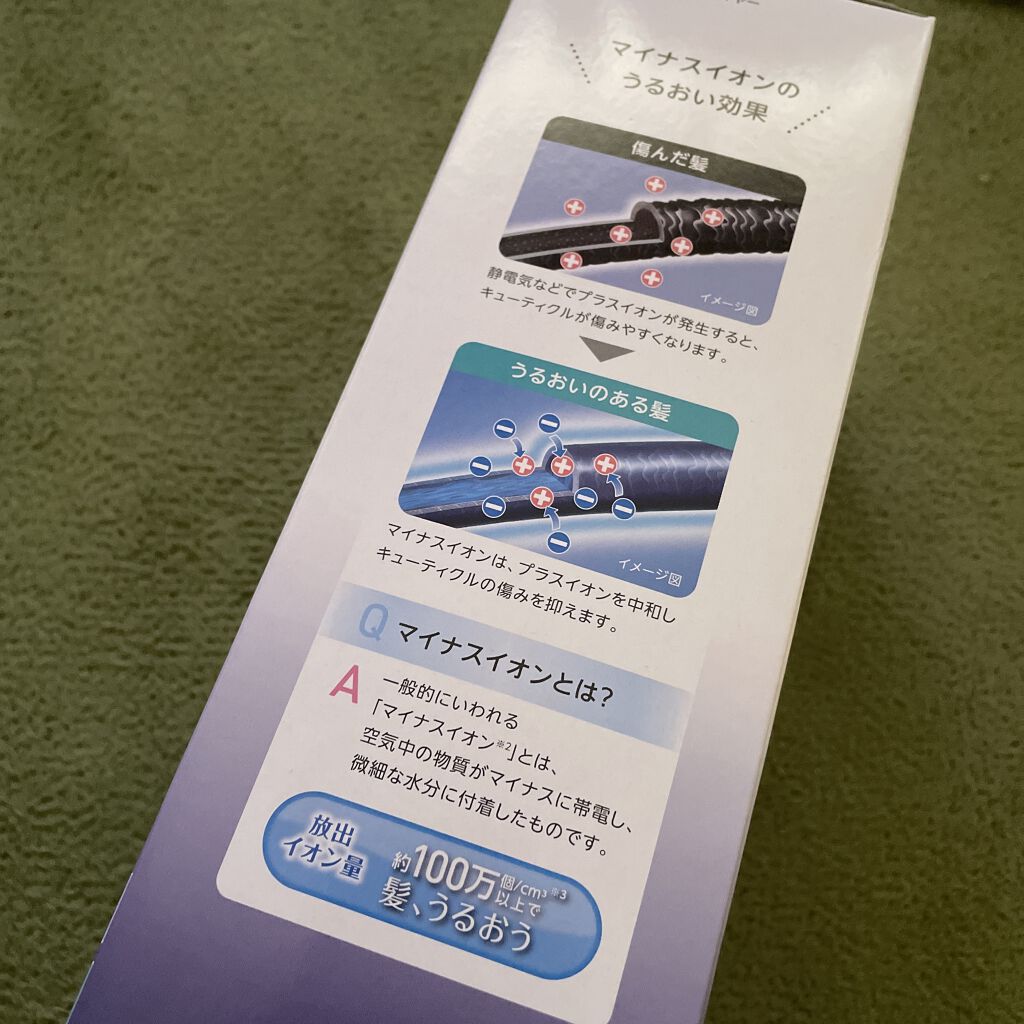 マイナスイオンの
うるおい効果
傷んだ髪
イメージ図
静電気などでプラスイオンが発生すると、
キューティクルが傷みやすくなります。
うるおいのある髪
イメージ図
マイナスイオンは、プラスイオンを中和し
キューティクルの傷みを抑えます。
Q マイナスイオンとは?
A 一般的にいわれる
「マイナスイオン※2」とは、
空気中の物質がマイナスに帯電し、
微細な水分に付着したものです。
放出
イオン量
約100万個/cm³※3以上で
髪、うるおう